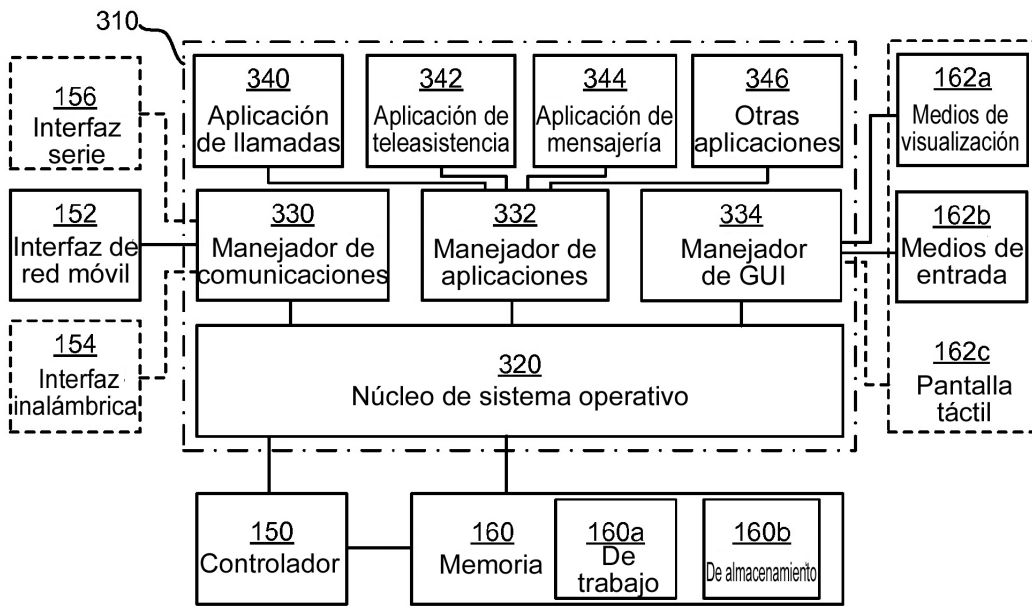 310
156
Interfaz
serie
152
Interfaz de
red móvil
154
Interfaz
inalámbrica
340
Aplicación
de llamadas
342
Aplicación de
teleasistencia
344
Aplicación de
mensajería
346
Otras
aplicaciones
330
Manejador de
comunicaciones
332
Manejador de
aplicaciones
334
Manejador
de GUI
162a
Medios de
visualización
162b
Medios de
entrada
162c
Pantalla
táctil
320
Núcleo de sistema operativo
150
Controlador
160
Memoria
160a
De
trabajo
160b
De almacenamiento